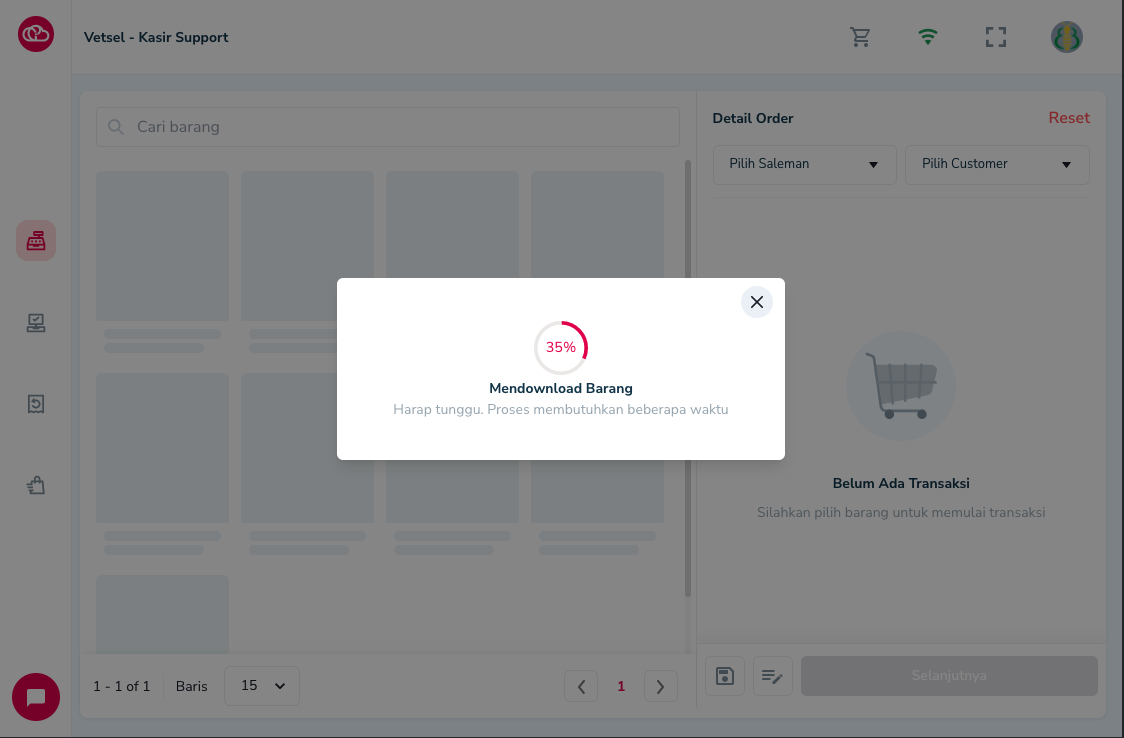 Vetsel - Kasir Support
Cari barang
Detail Order
Reset
Pilih Saleman
Pilih Customer
35%
Mendownload Barang
Harap tunggu. Proses membutuhkan beberapa waktu
Belum Ada Transaksi
Silahkan pilih barang untuk memulai transaksi
1 - 1 of 1
Baris
15
1
Selanjutnya